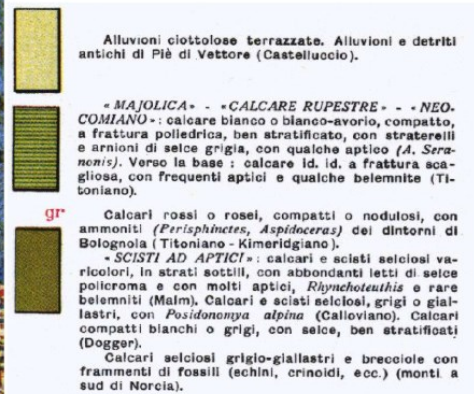 Alluvioni ciottolose terrazzate. Alluvioni e detriti
antichi di Piè di Vettore (Castelluccio).
« MAJOLICA » - « CALCARE RUPESTRE » - « NEO-
COMIANO » : calcare bianco o bianco-avorio, compatto,
a frattura poliedrica, ben stratificato, con straterelli
e arnioni di selce grigia, con qualche aptico (A. Sera-
nonis). Verso la base : calcare id. id. a frattura sca-
gliosa, con frequenti aptici e qualche belemnite (Ti-
toniano).
gr
Calcari rossi o rosei, compatti o nodulosi, con
ammoniti (Perisphinctes, Aspidoceras) dei dintorni di
Bolognola (Titoniano - Kimeridgiano).
« SCISTI AD APTICI » : calcari e scisti selciosi va-
ricolori, in strati sottili, con abbondanti letti di selce
policroma e con molti aptici, Rhynchoteuthis e rare
belemniti (Malm). Calcari e scisti selciosi, grigi o gial-
lastri, con Posidonomya alpina (Calloviano). Calcari
compatti bianchi o grigi, con selce, ben stratificati
(Dogger).
Calcari selciosi grigio-giallastri e brecciole con
frammenti di fossili (echini, crinoidi, ecc.) (monti a
sud di Norcia).